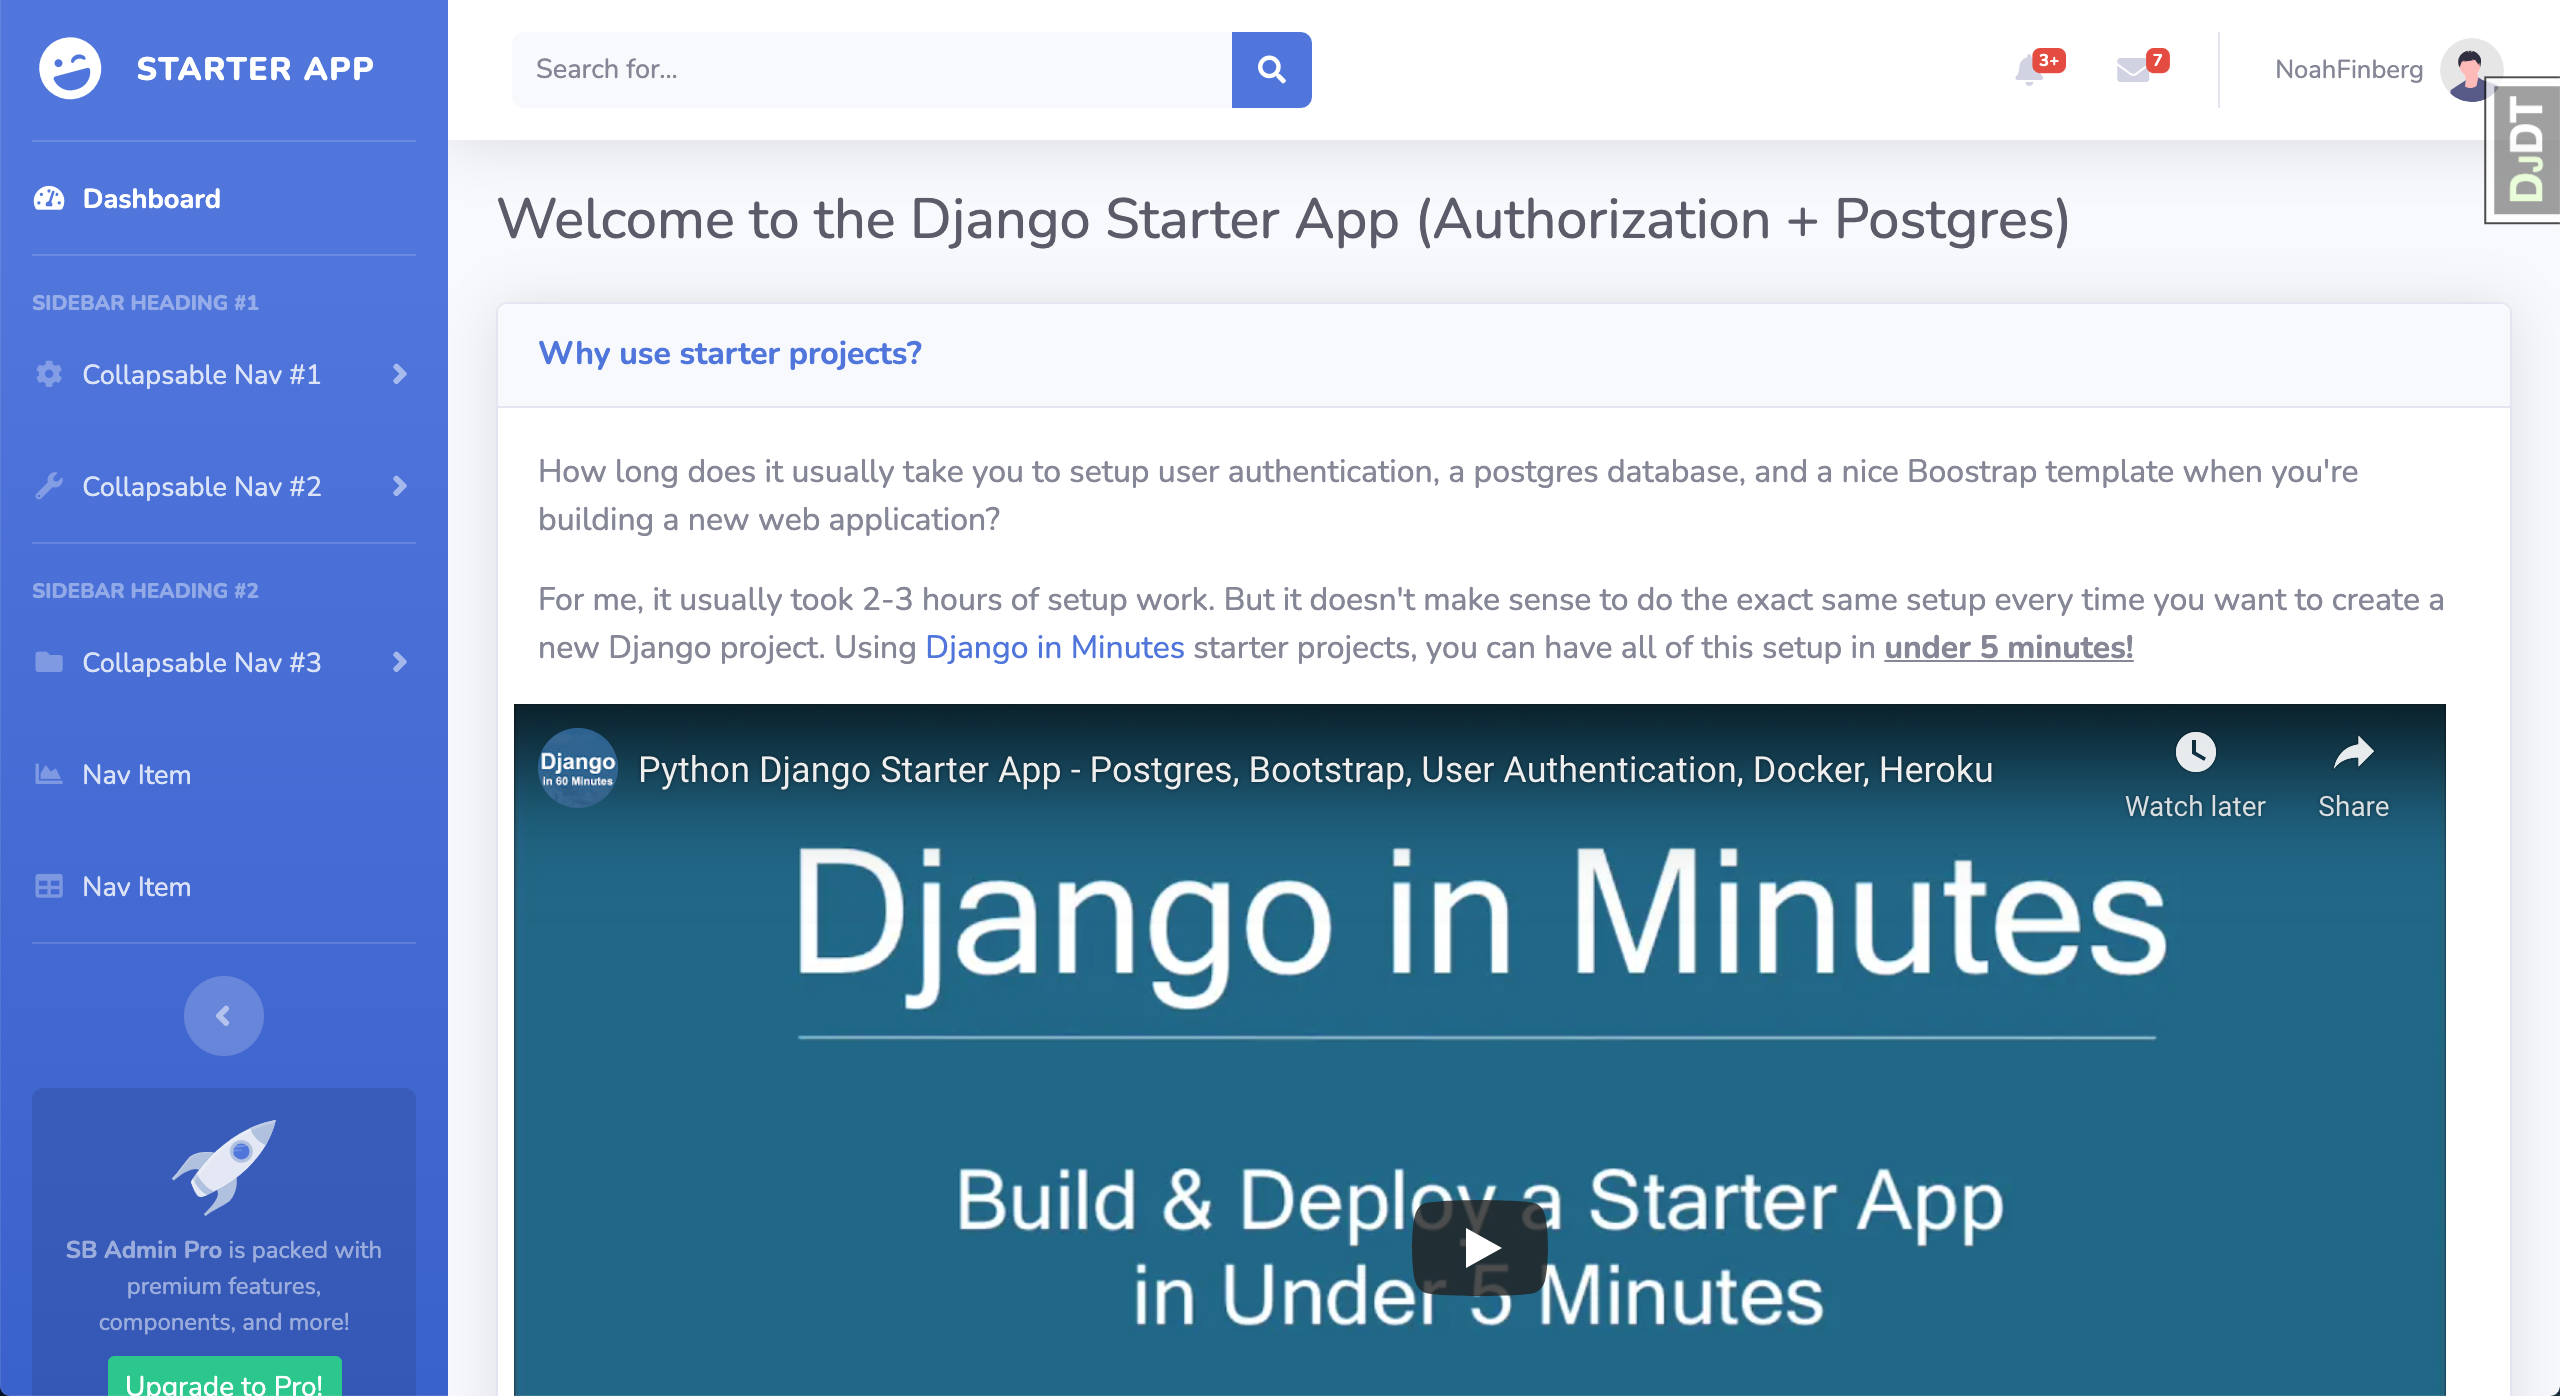 STARTER APP
Dashboard
SIDEBAR HEADING #1
Collapsable Nav #1
Collapsable Nav #2
SIDEBAR HEADING #2
Collapsable Nav #3
Nav Item
Nav Item
SB Admin Pro is packed with
premium features,
components, and more!
Upgrade to Pro!
Search for...
3+
7
NoahFinberg
DJDT
Welcome to the Django Starter App (Authorization + Postgres)
Why use starter projects?
How long does it usually take you to setup user authentication, a postgres database, and a nice Boostrap template when you're
building a new web application?
For me, it usually took 2-3 hours of setup work. But it doesn't make sense to do the exact same setup every time you want to create a
new Django project. Using Django in Minutes starter projects, you can have all of this setup in under 5 minutes!
Django
in 60 Minutes
Python Django Starter App - Postgres, Bootstrap, User Authentication, Docker, Heroku
Watch later
Share
Django in Minutes
Build & Deploy a Starter App
in Under 5 Minutes